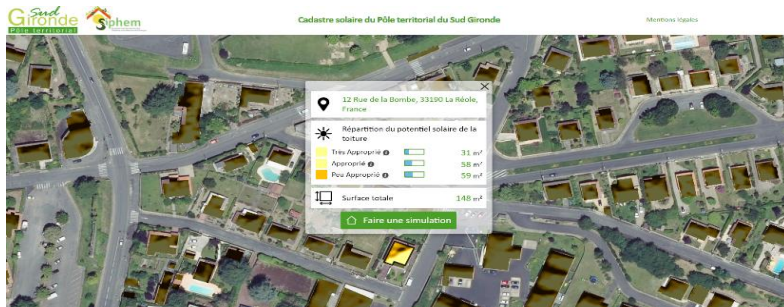 Sud
Gironde
Pôle territorial
Siphem
Cadastre solaire du Pôle territorial du Sud Gironde
Mentions légales
12 Rue de la Bombe, 33190 La Réole,
France
Répartition du potentiel solaire de la
toiture
Très Approprié 31 m²
Approprié 58 m²
Peu Approprié 59 m²
Surface totale 148 m²
Faire une simulation